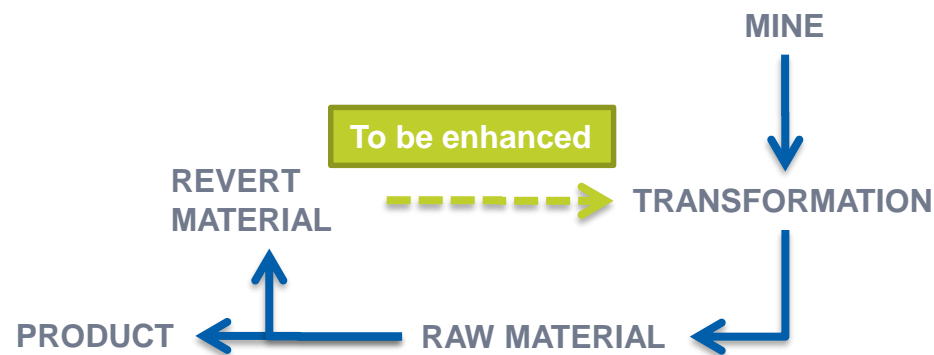 MINE
To be enhanced
REVERT
MATERIAL
TRANSFORMATION
PRODUCT
RAW MATERIAL